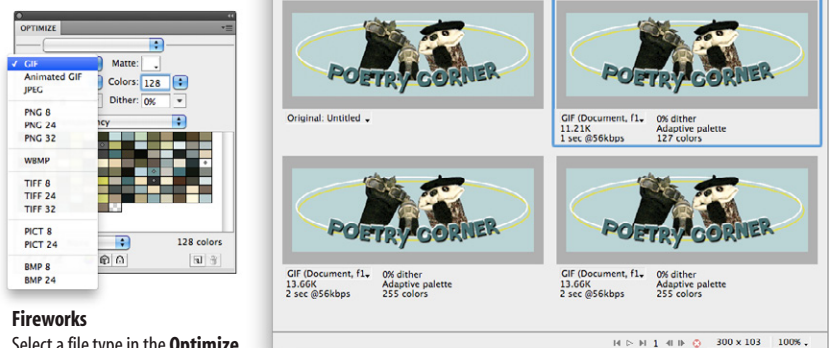 OPTIMIZE
✓ GIF
Animated GIF
JPEG
PNG 8
PNG 24
PNG 32
WBMP
TIFF 8
TIFF 24
TIFF 32
PICT 8
PICT 24
BMP 8
BMP 24
Matte:
Colors: 128
Dither: 0%
128 colors
Fireworks
Select a file type in the Optimize
POETRY CORNER
Original: Untitled
POETRY CORNER
GIF (Document, f1 0% dither
11.21K Adaptive palette
1 sec @56kbps 127 colors
POETRY CORNER
GIF (Document, f1 0% dither
13.66K Adaptive palette
2 sec @56kbps 255 colors
POETRY CORNER
GIF (Document, f1 0% dither
13.66K Adaptive palette
2 sec @56kbps 255 colors
1 300 x 103 100%